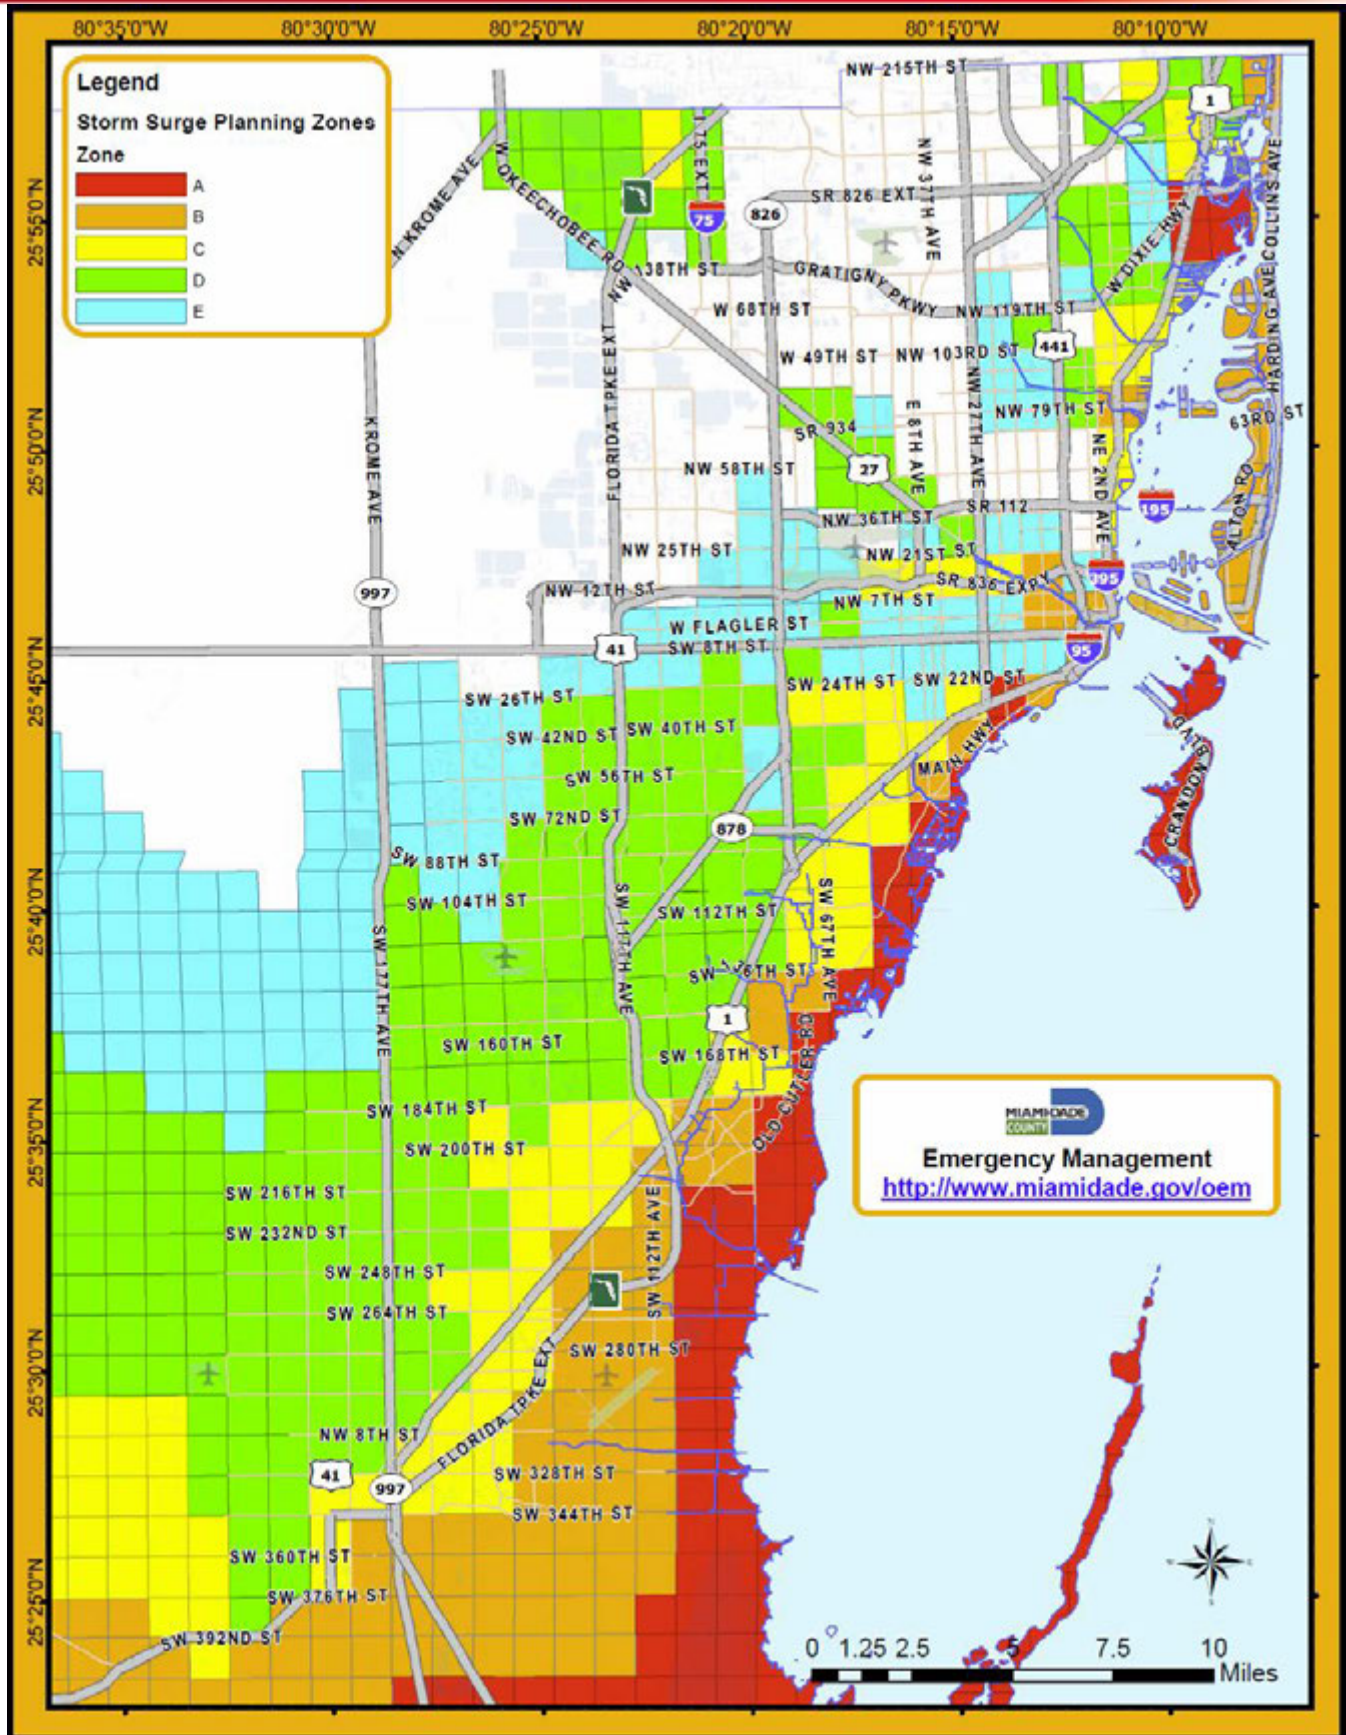 80°35'0"W 80°30'0"W 80°25'0"W 80°20'0"W 80°15'0"W 80°10'0"W
Legend
Storm Surge Planning Zones
Zone
A
B
C
D
E
25°55'0"N
25°50'0"N
25°45'0"N
25°40'0"N
25°35'0"N
25°30'0"N
25°25'0"N
NW 215TH ST
1
I 75 EXT
NW 37TH AVE
N KROME AVE
W OKEECHOBEE RD
SR 826 EXT
75
826
W DIXIE HWY
COLLINS AVE
HARDING AVE
138TH ST
NW
GRATIGNY PKWY
W 68TH ST
NW 119TH ST
441
W 49TH ST
NW 103RD ST
FLORIDA TPKE EXT
KROME AVE
NW 27TH AVE
E 8TH AVE
NW 79TH ST
63RD ST
SR 934
NW 58TH ST
27
NE 2ND AVE
ALTON RD
SR 112
195
NW 36TH ST
NW 25TH ST
NW 21ST ST
395
NW 12TH ST
SR 836 EXPY
997
NW 7TH ST
W FLAGLER ST
41
SW 8TH ST
95
SW 24TH ST
SW 22ND ST
SW 26TH ST
SW 42ND ST
SW 40TH ST
MAIN HWY
BLVD
CRANDON
SW 56TH ST
SW 72ND ST
878
SW 88TH ST
SW 104TH ST
SW 112TH ST
SW 117TH AVE
SW 67TH AVE
SW 177TH AVE
SW 136TH ST
1
SW 160TH ST
SW 168TH ST
OLD CUTLER RD
SW 184TH ST
SW 200TH ST
MIAMI-DADE
COUNTY
Emergency Management
http://www.miamidade.gov/oem
SW 216TH ST
SW 232ND ST
SW 112TH AVE
SW 248TH ST
SW 264TH ST
SW 280TH ST
FLORIDA TPKE EXT
NW 8TH ST
41
997
SW 328TH ST
SW 344TH ST
SW 360TH ST
SW 376TH ST
SW 392ND ST
0 1.25 2.5 5 7.5 10
Miles